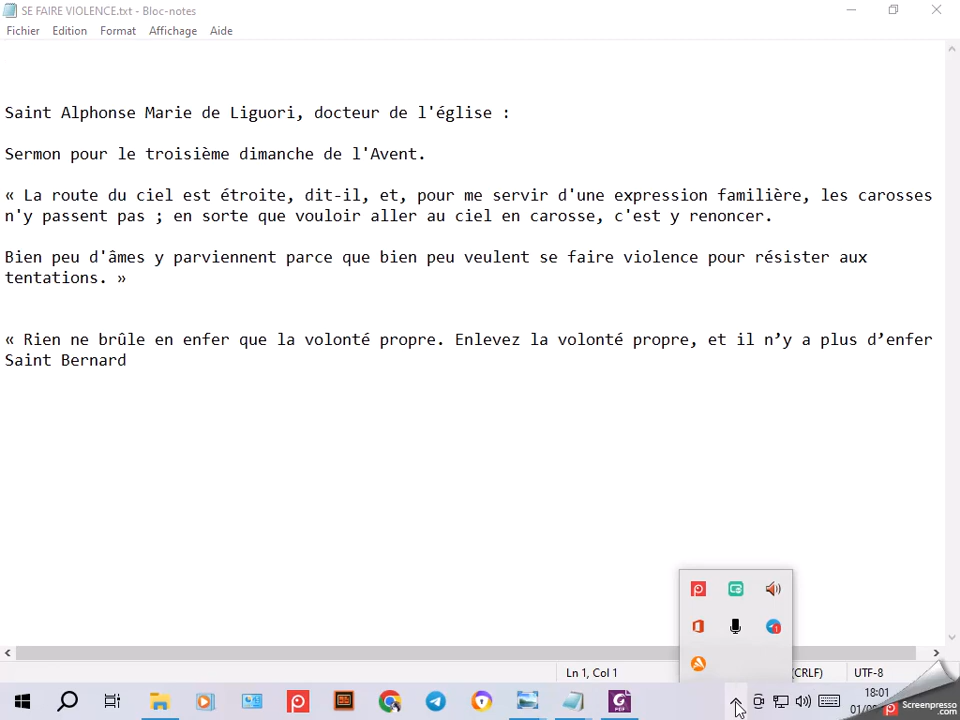 SE FAIRE VIOLENCE.txt - Bloc-notes
Fichier Edition Format Affichage Aide
Saint Alphonse Marie de Liguori, docteur de l'église :
Sermon pour le troisième dimanche de l'Avent.
« La route du ciel est étroite, dit-il, et, pour me servir d'une expression familière, les carosses
n'y passent pas ; en sorte que vouloir aller au ciel en carosse, c'est y renoncer.
Bien peu d'âmes y parviennent parce que bien peu veulent se faire violence pour résister aux
tentations. »
« Rien ne brûle en enfer que la volonté propre. Enlevez la volonté propre, et il n’y a plus d’enfer
Saint Bernard
Ln 1, Col 1 (CRLF) UTF-8
18:01
01/0
Screenpresso
.com